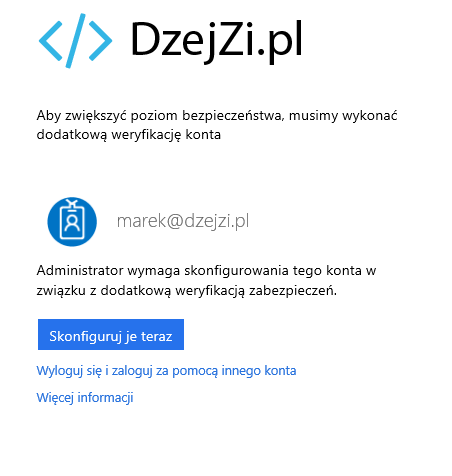 </> DzejZi.pl
Aby zwiększyć poziom bezpieczeństwa, musimy wykonać
dodatkową weryfikację konta
marek@dzejzi.pl
Administrator wymaga skonfigurowania tego konta w
związku z dodatkową weryfikacją zabezpieczeń.
Skonfiguruj je teraz
Wyloguj się i zaloguj za pomocą innego konta
Więcej informacji